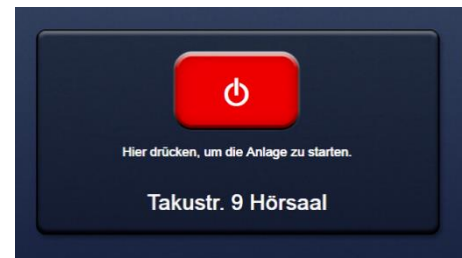 Hier drücken, um die Anlage zu starten.
Takustr. 9 Hörsaal